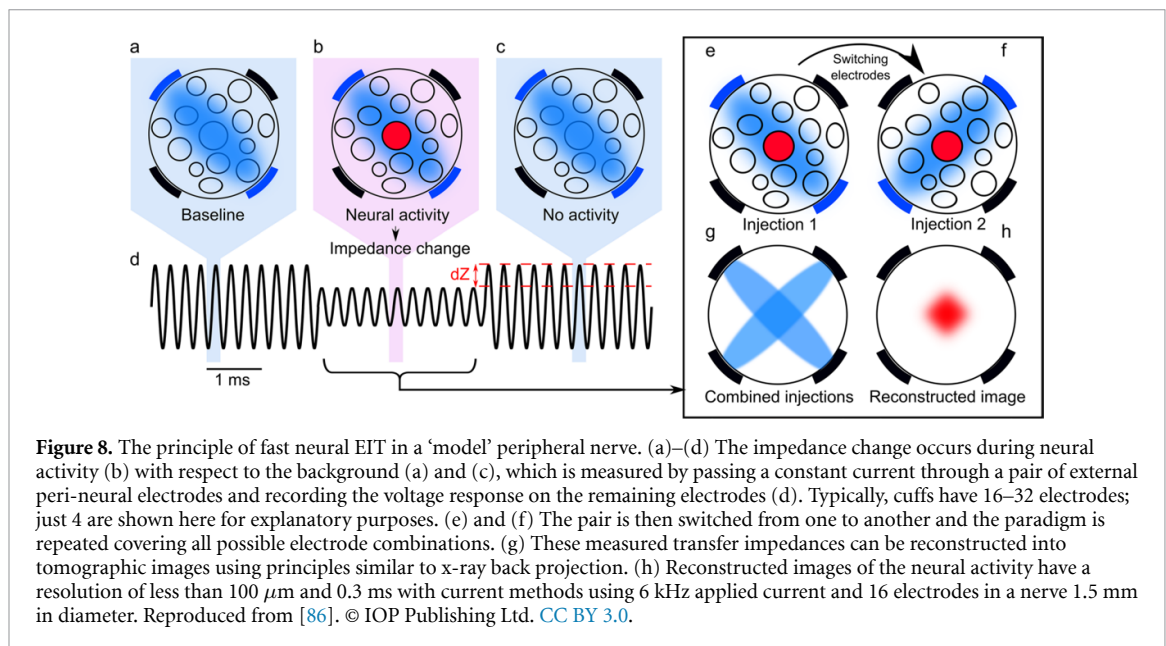 a
b
c
e
f
Switching
electrodes
Baseline
Neural activity
No activity
Injection 1
Injection 2
Impedance change
d
dZ
1 ms
g
h
Combined injections
Reconstructed image
Figure 8. The principle of fast neural EIT in a ‘model’ peripheral nerve. (a)–(d) The impedance change occurs during neural
activity (b) with respect to the background (a) and (c), which is measured by passing a constant current through a pair of external
peri-neural electrodes and recording the voltage response on the remaining electrodes (d). Typically, cuffs have 16–32 electrodes;
just 4 are shown here for explanatory purposes. (e) and (f) The pair is then switched from one to another and the paradigm is
repeated covering all possible electrode combinations. (g) These measured transfer impedances can be reconstructed into
tomographic images using principles similar to x-ray back projection. (h) Reconstructed images of the neural activity have a
resolution of less than 100 μm and 0.3 ms with current methods using 6 kHz applied current and 16 electrodes in a nerve 1.5 mm
in diameter. Reproduced from [86]. © IOP Publishing Ltd. CC BY 3.0.